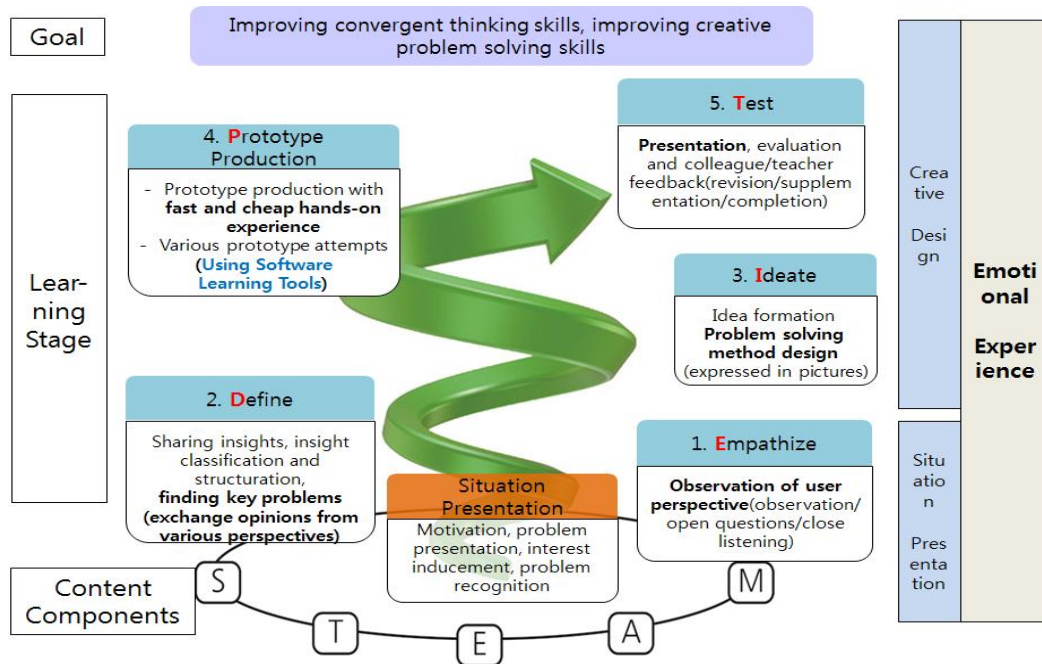 Goal
Improving convergent thinking skills, improving creative
problem solving skills
Lear-
ning
Stage
5. Test
Presentation, evaluation
and colleague/teacher
feedback(revision/supplem
entation/completion)
4. Prototype
Production
- Prototype production with
fast and cheap hands-on
experience
- Various prototype attempts
(Using Software
Learning Tools)
3. Ideate
Idea formation
Problem solving
method design
(expressed in pictures)
2. Define
Sharing insights, insight
classification and
structuration,
finding key problems
(exchange opinions from
various perspectives)
1. Empathize
Observation of user
perspective(observation/
open questions/close
listening)
Situation
Presentation
Motivation, problem
presentation, interest
inducement, problem
recognition
Content
Components
S
T
E
A
M
Crea
tive
Desi
gn
Situ
atio
n
Pres
enta
tion
Emoti
onal
Exper
ience